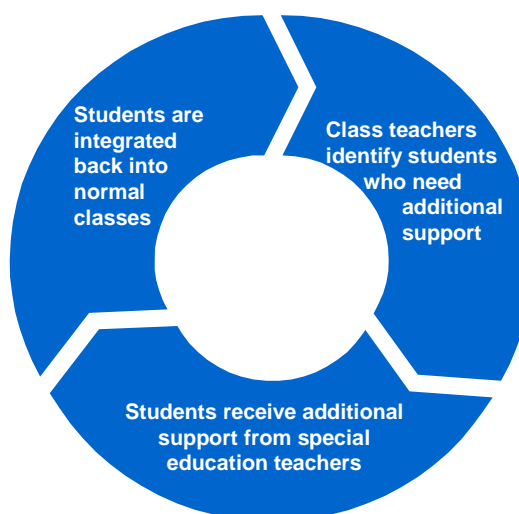 Students are
integrated
back into
normal
classes
Class teachers
identify students
who need
additional
support
Students receive additional
support from special
education teachers